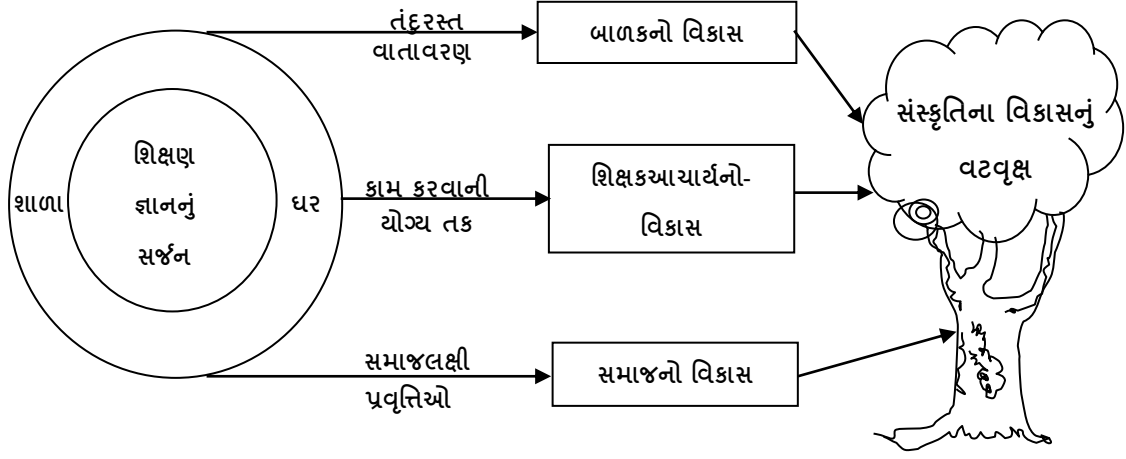 શાળા
શિક્ષણ
જ્ઞાનનું
સર્જન
ઘર
તંદુરસ્ત
વાતાવરણ
બાળકનો વિકાસ
કામ કરવાની
યોગ્ય તક
શિક્ષકઆચાર્યનો-
વિકાસ
સમાજલક્ષી
પ્રવૃત્તિઓ
સમાજનો વિકાસ
સંસ્કૃતિના વિકાસનું
વટવૃક્ષ